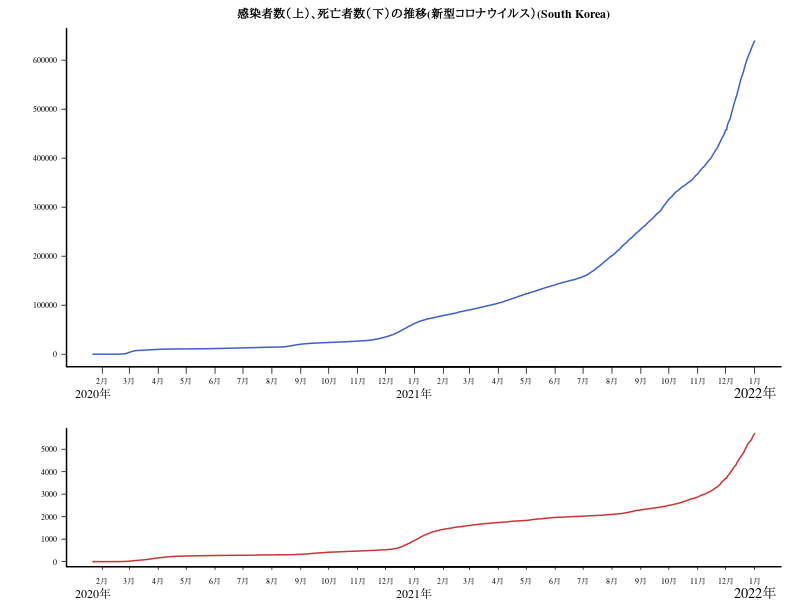 感染者数(上)、死亡者数(下)の推移(新型コロナウイルス)(South Korea)
600000
500000
400000
300000
200000
100000
0
2月 3月 4月 5月 6月 7月 8月 9月 10月 11月 12月 1月 2月 3月 4月 5月 6月 7月 8月 9月 10月 11月 12月 1月
2020年 2021年 2022年
5000
4000
3000
2000
1000
0
2月 3月 4月 5月 6月 7月 8月 9月 10月 11月 12月 1月 2月 3月 4月 5月 6月 7月 8月 9月 10月 11月 12月 1月
2020年 2021年 2022年